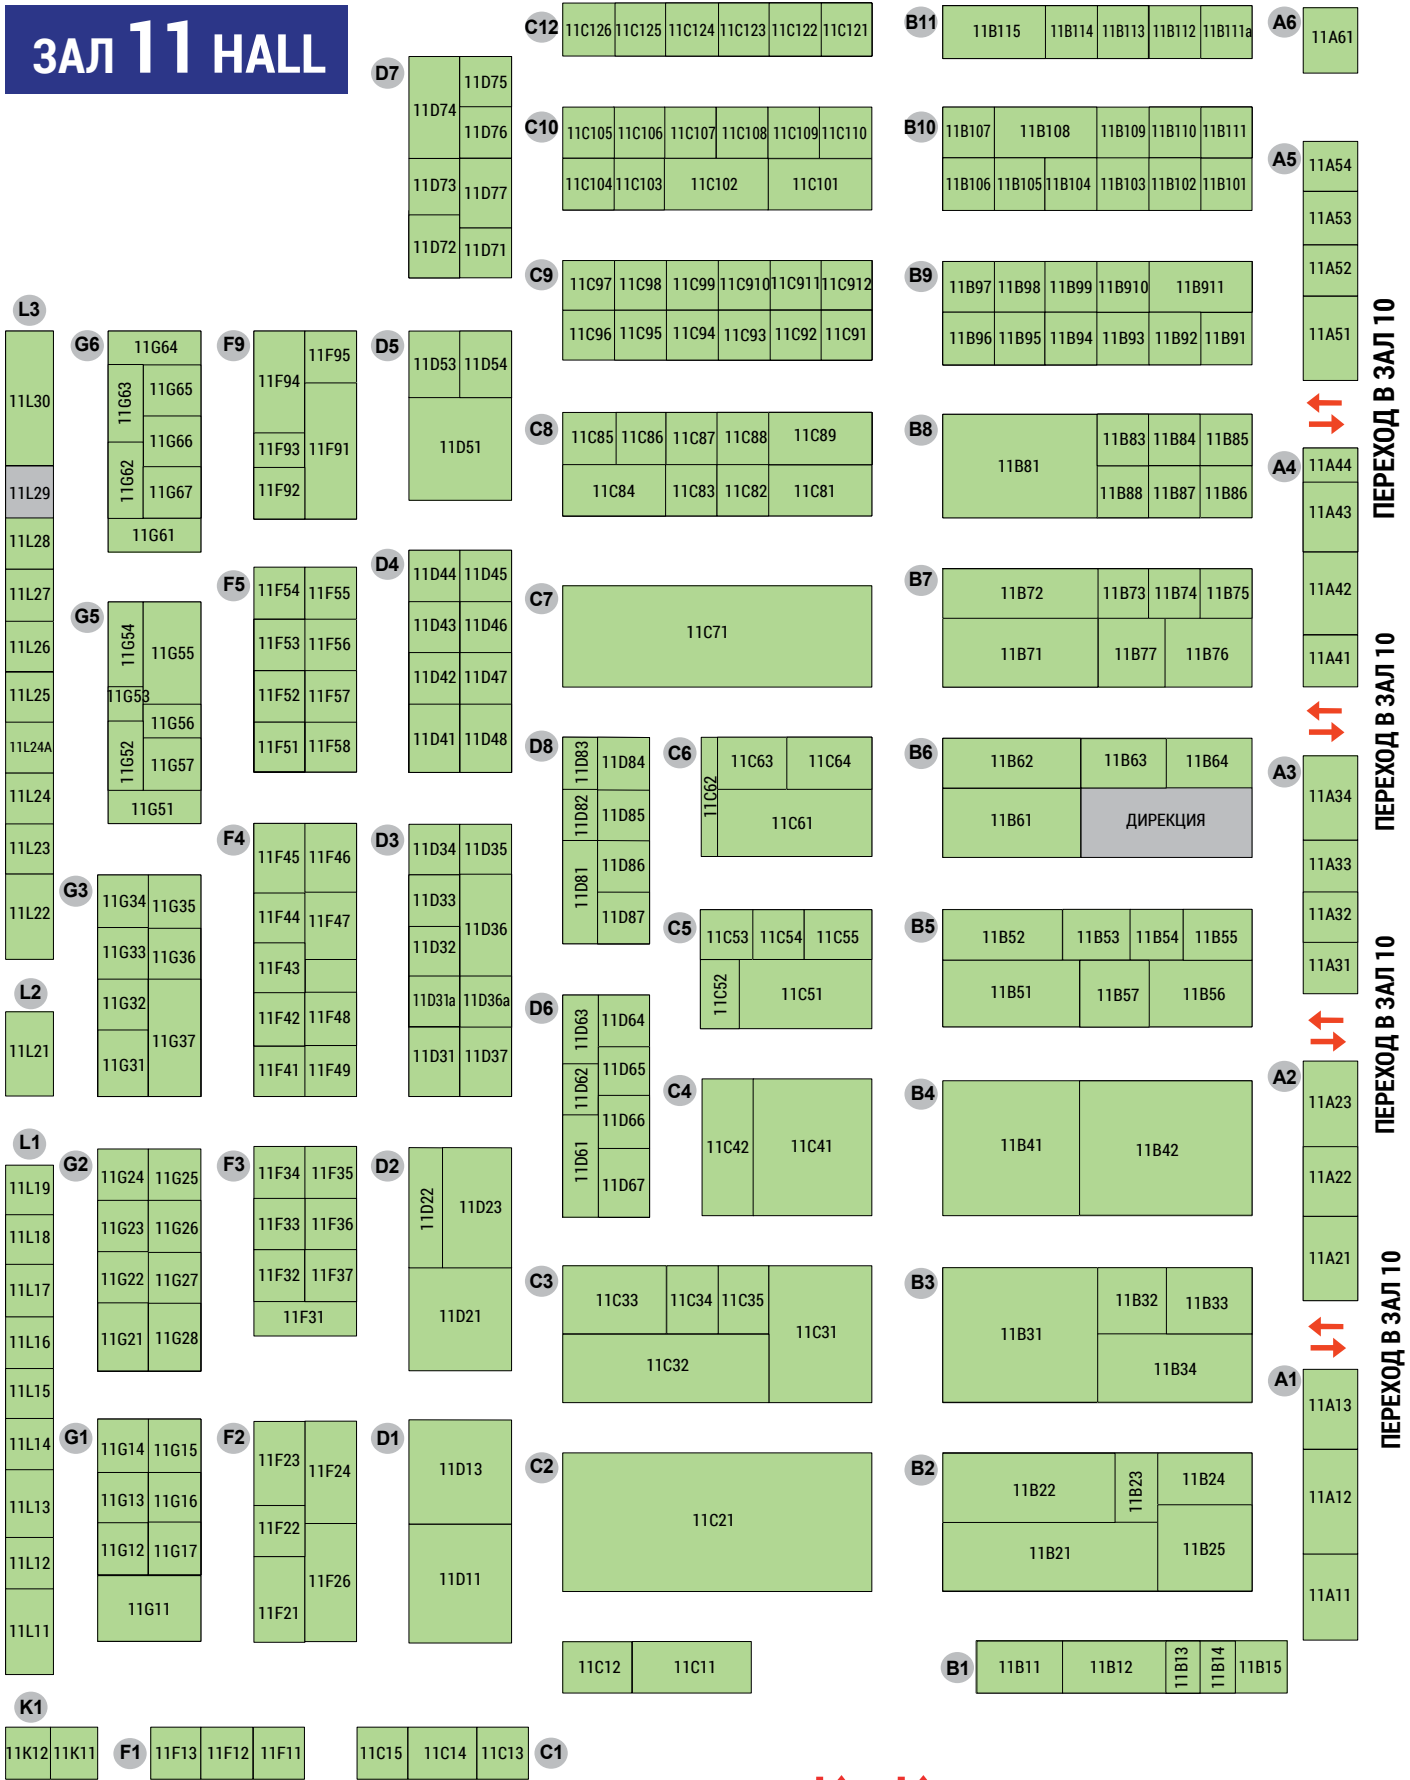 ЗАЛ 11 HALL
C12 11C126 11C125 11C124 11C123 11C122 11C121
B11 11B115 11B114 11B113 11B112 11B111a
A6 11A61
D7 11D74 11D75
11D76
11D73 11D77
11D72 11D71
C10 11C105 11C106 11C107 11C108 11C109 11C110
11C104 11C103 11C102 11C101
B10 11B107 11B108 11B109 11B110 11B111
11B106 11B105 11B104 11B103 11B102 11B101
A5 11A54
11A53
11A52
11A51
C9 11C97 11C98 11C99 11C910 11C911 11C912
11C96 11C95 11C94 11C93 11C92 11C91
B9 11B97 11B98 11B99 11B910 11B911
11B96 11B95 11B94 11B93 11B92 11B91
ПЕРЕХОД В ЗАЛ 10
L3
11L30
11L29
11L28
11L27
11L26
11L25
11L24A
11L24
11L23
11L22
G6 11G64
11G63 11G65
11G66
11G62 11G67
11G61
F9 11F94 11F95
11F93 11F91
11F92
D5 11D53 11D54
11D51
C8 11C85 11C86 11C87 11C88 11C89
11C84 11C83 11C82 11C81
B8 11B81 11B83 11B84 11B85
11B88 11B87 11B86
A4 11A44
11A43
11A42
11A41
G5 11G54 11G55
11G53
11G56
11G52 11G57
11G51
F5 11F54 11F55
11F53 11F56
11F52 11F57
11F51 11F58
D4 11D44 11D45
11D43 11D46
11D42 11D47
11D41 11D48
C7 11C71
B7 11B72 11B73 11B74 11B75
11B71 11B77 11B76
ПЕРЕХОД В ЗАЛ 10
D8 11D83 11D84
11D82 11D85
11D81 11D86
11D87
C6 11C62 11C63 11C64
11C61
B6 11B62 11B63 11B64
11B61 ДИРЕКЦИЯ
A3 11A34
11A33
11A32
11A31
G3 11G34 11G35
11G33 11G36
11G32 11G37
11G31
F4 11F45 11F46
11F44 11F47
11F43
11F42 11F48
11F41 11F49
D3 11D34 11D35
11D33 11D36
11D32
11D31a 11D36a
11D31 11D37
C5 11C53 11C54 11C55
11C52 11C51
B5 11B52 11B53 11B54 11B55
11B51 11B57 11B56
ПЕРЕХОД В ЗАЛ 10
L2
11L21
D6 11D63 11D64
11D62 11D65
11D66
11D61 11D67
C4 11C42 11C41
B4 11B41 11B42
A2 11A23
11A22
11A21
L1
11L19
11L18
11L17
11L16
11L15
11L14
11L13
11L12
11L11
G2 11G24 11G25
11G23 11G26
11G22 11G27
11G21 11G28
F3 11F34 11F35
11F33 11F36
11F32 11F37
11F31
D2 11D22 11D23
11D21
C3 11C33 11C34 11C35 11C31
11C32
B3 11B31 11B32 11B33
11B34
ПЕРЕХОД В ЗАЛ 10
A1 11A13
11A12
11A11
G1 11G14 11G15
11G13 11G16
11G12 11G17
11G11
F2 11F23 11F24
11F22
11F21 11F26
D1 11D13
11D11
C2 11C21
B2 11B22 11B23 11B24
11B21 11B25
11C12 11C11
B1 11B11 11B12 11B13 11B14 11B15
K1
11K12 11K11
F1 11F13 11F12 11F11
11C15 11C14 11C13 C1